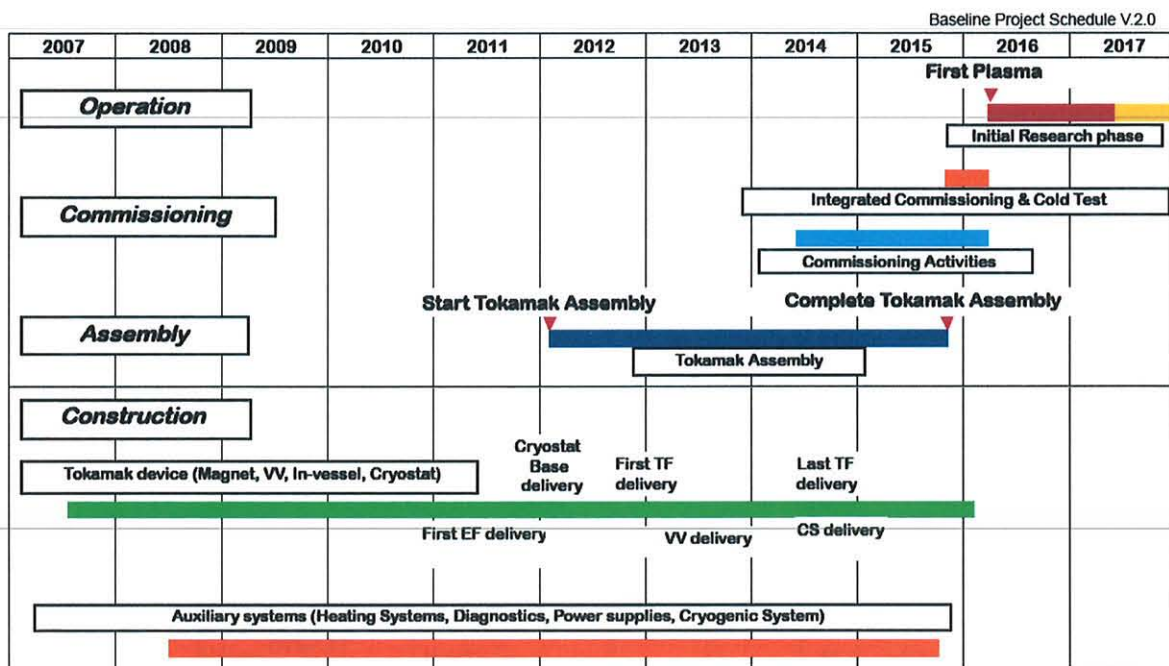 Baseline Project Schedule V.2.0
2007 2008 2009 2010 2011 2012 2013 2014 2015 2016 2017
First Plasma
Operation
Initial Research phase
Integrated Commissioning & Cold Test
Commissioning
Commissioning Activities
Start Tokamak Assembly
Complete Tokamak Assembly
Assembly
Tokamak Assembly
Construction
Tokamak device (Magnet, VV, In-vessel, Cryostat)
Cryostat
Base
delivery
First TF
delivery
Last TF
delivery
First EF delivery
VV delivery
CS delivery
Auxiliary systems (Heating Systems, Diagnostics, Power supplies, Cryogenic System)